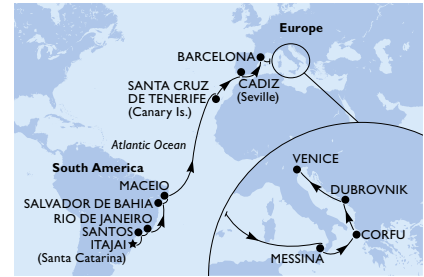 Europe
BARCELONA
CADIZ
(Seville)
SANTA CRUZ
DE TENERIFE
(Canary Is.)
Atlantic Ocean
South America
MACEIO
SALVADOR DE BAHIA
RIO DE JANEIRO
SANTOS
ITAJAI
(Santa Catarina)
VENICE
DUBROVNIK
CORFU
MESSINA